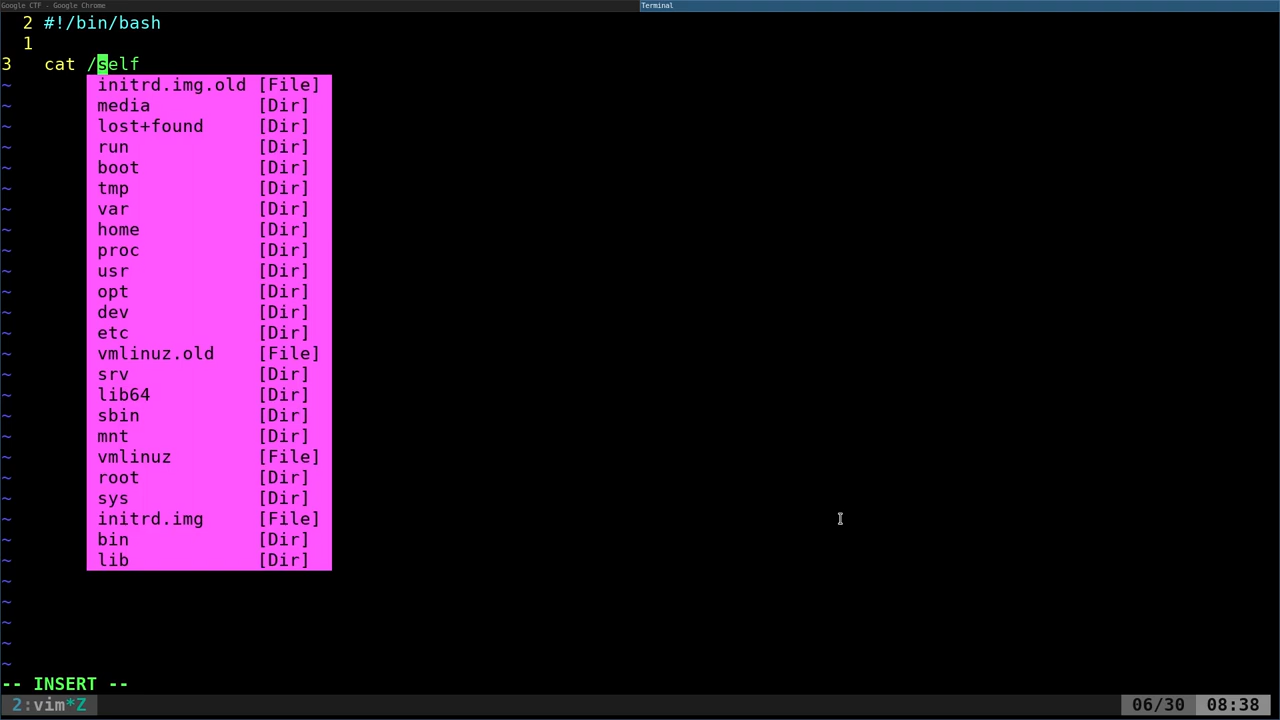 Google CTF - Google Chrome
Terminal
2 #!/bin/bash
1
3 cat /self
~ initrd.img.old [File]
~ media [Dir]
~ lost+found [Dir]
~ run [Dir]
~ boot [Dir]
~ tmp [Dir]
~ var [Dir]
~ home [Dir]
~ proc [Dir]
~ usr [Dir]
~ opt [Dir]
~ dev [Dir]
~ etc [Dir]
~ vmlinuz.old [File]
~ srv [Dir]
~ lib64 [Dir]
~ sbin [Dir]
~ mnt [Dir]
~ vmlinuz [File]
~ root [Dir]
~ sys [Dir]
~ initrd.img [File]
~ bin [Dir]
~ lib [Dir]
~
~
~
~
~
-- INSERT --
2:vim*Z 06/30 08:38